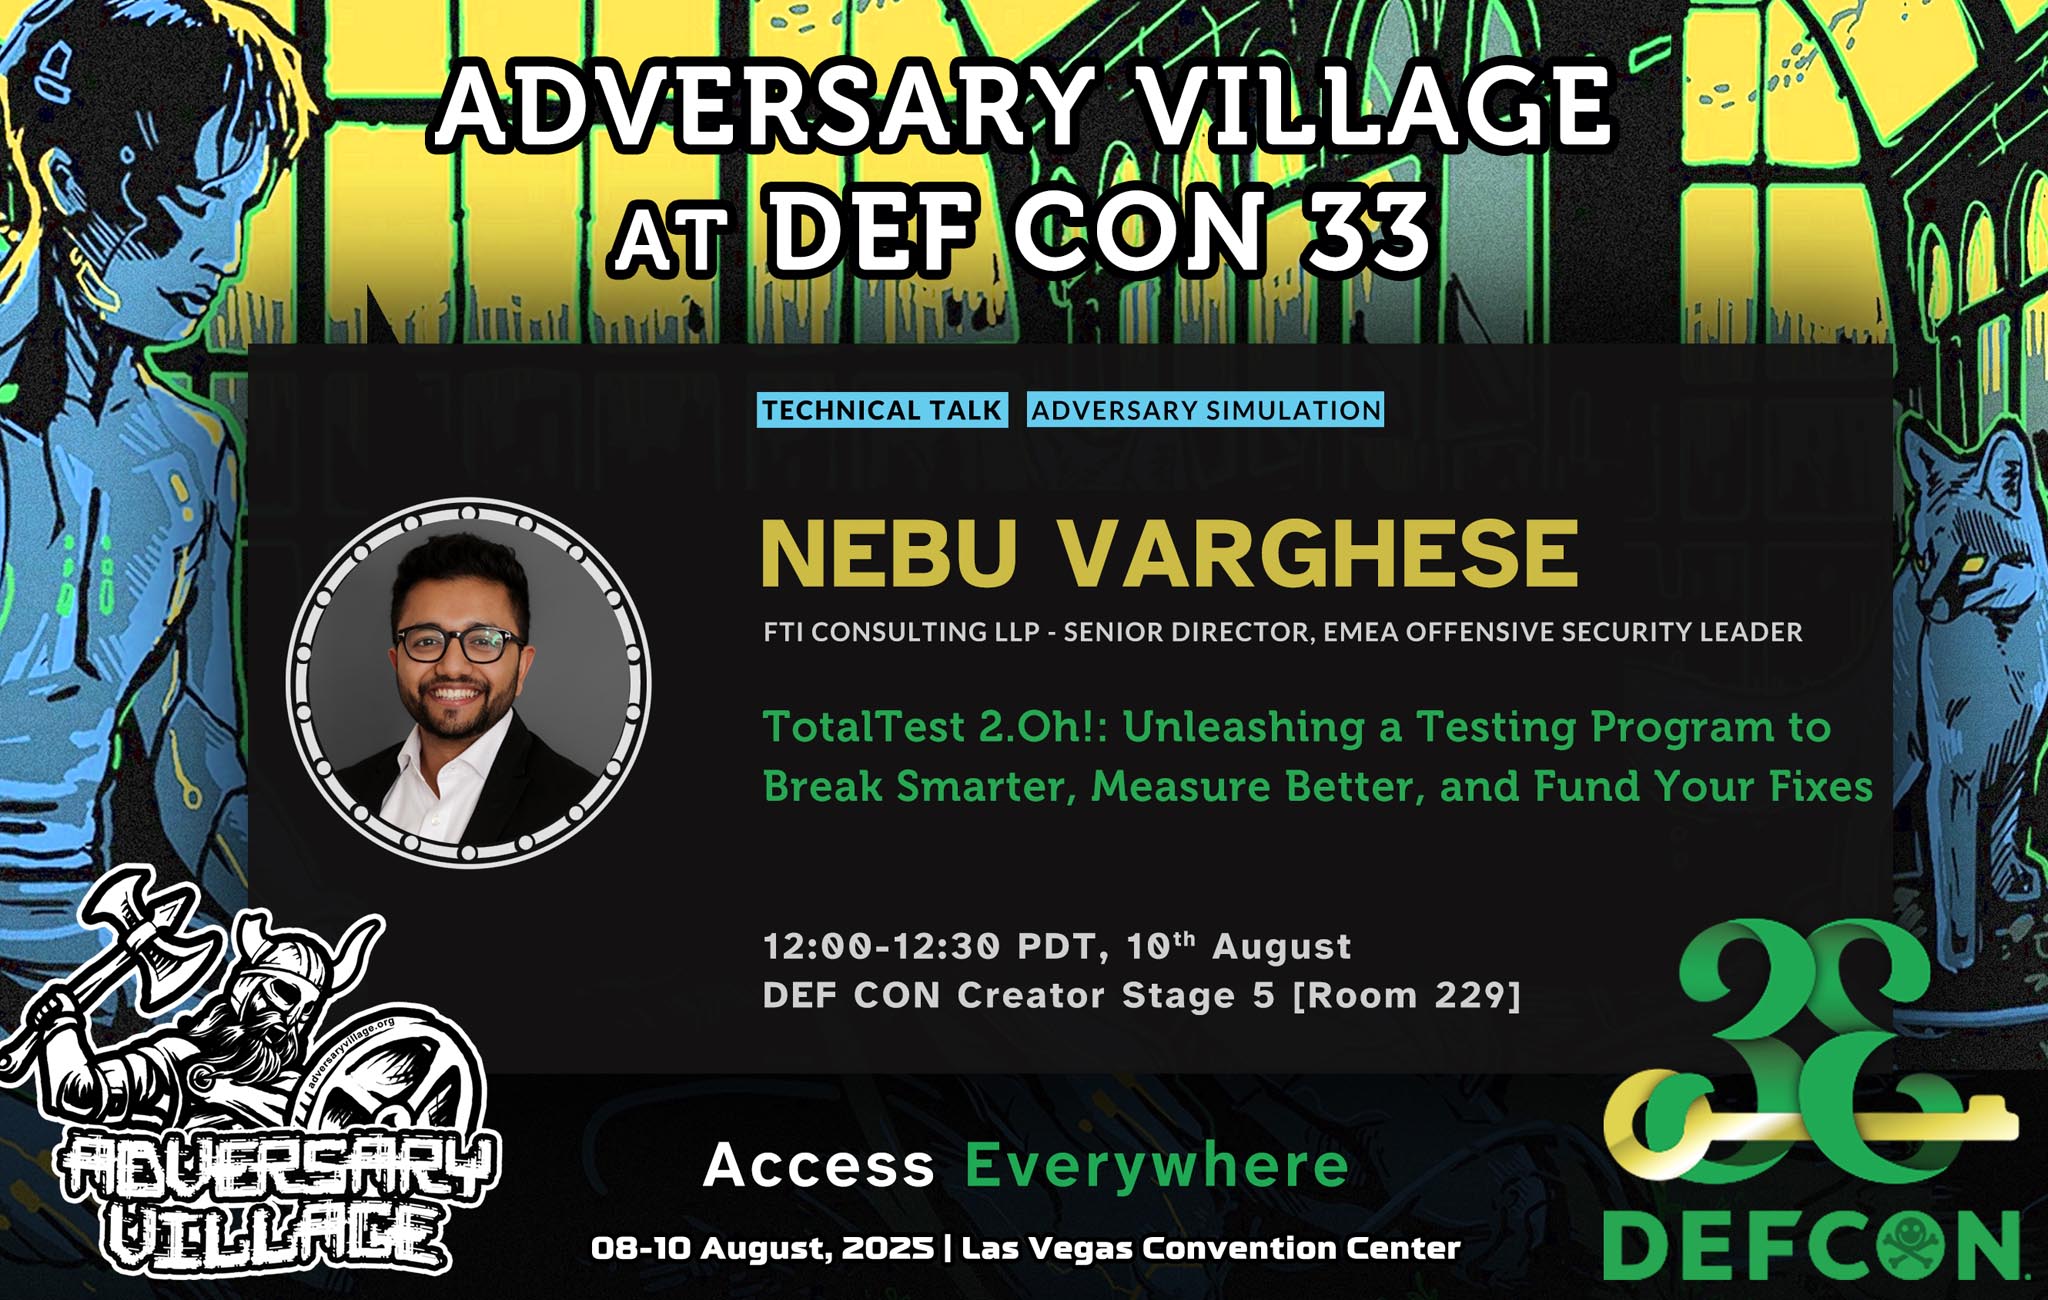 ADVERSARY VILLAGE
AT DEF CON 33
TECHNICAL TALK ADVERSARY SIMULATION
NEBU VARGHESE
FTI CONSULTING LLP - SENIOR DIRECTOR, EMEA OFFENSIVE SECURITY LEADER
TotalTest 2.Oh!: Unleashing a Testing Program to
Break Smarter, Measure Better, and Fund Your Fixes
12:00-12:30 PDT, 10th August
DEF CON Creator Stage 5 [Room 229]
adversaryvillage.org
ADVERSARY
VILLAGE
Access Everywhere
08-10 August, 2025 | Las Vegas Convention Center
33
DEFCON.